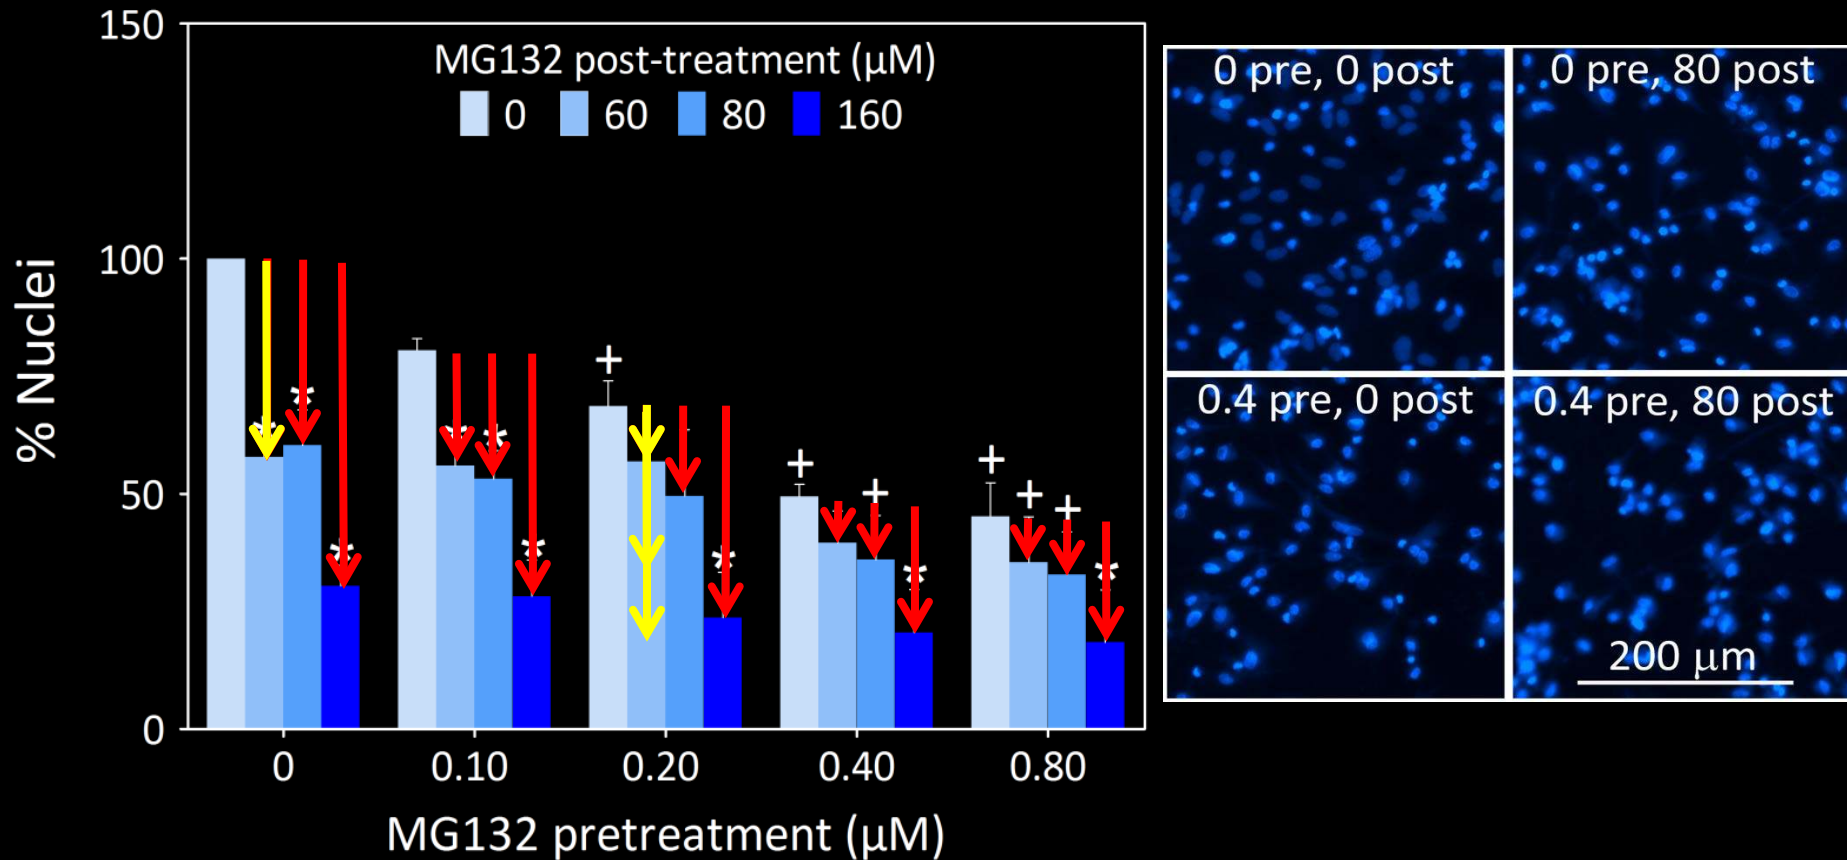 150
MG132 post-treatment (µM)
0 60 80 160
100
50
0
% Nuclei
* * *
* * *
+ *
+ + *
+ + + *
0 0.10 0.20 0.40 0.80
MG132 pretreatment (µM)
0 pre, 0 post
0 pre, 80 post
0.4 pre, 0 post
0.4 pre, 80 post
200 µm